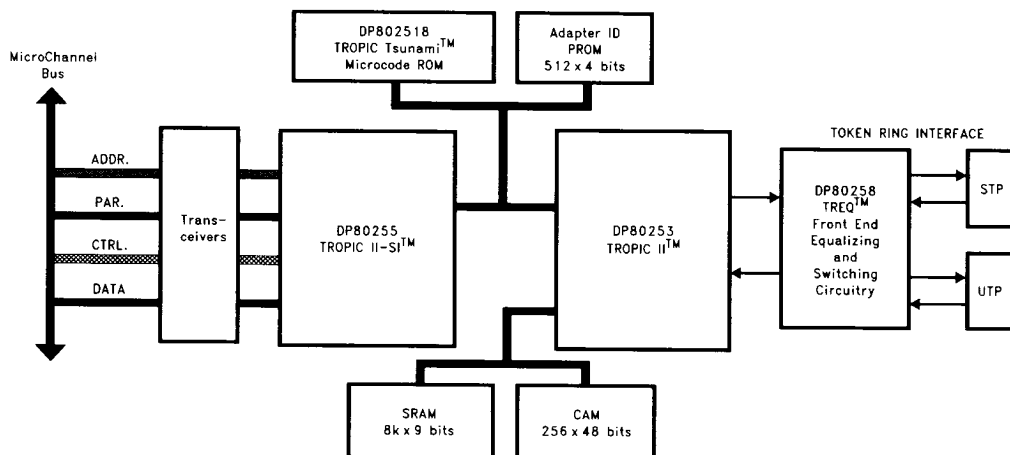 DP802518
TROPIC Tsunami™
Microcode ROM
Adapter ID
PROM
512 x 4 bits
MicroChannel
Bus
ADDR.
PAR.
CTRL.
DATA
Trans-
ceivers
DP80255
TROPIC II-SI™
DP80253
TROPIC II™
TOKEN RING INTERFACE
DP80258
TREQ™
Front End
Equalizing
and
Switching
Circuitry
STP
UTP
SRAM
8k x 9 bits
CAM
256 x 48 bits